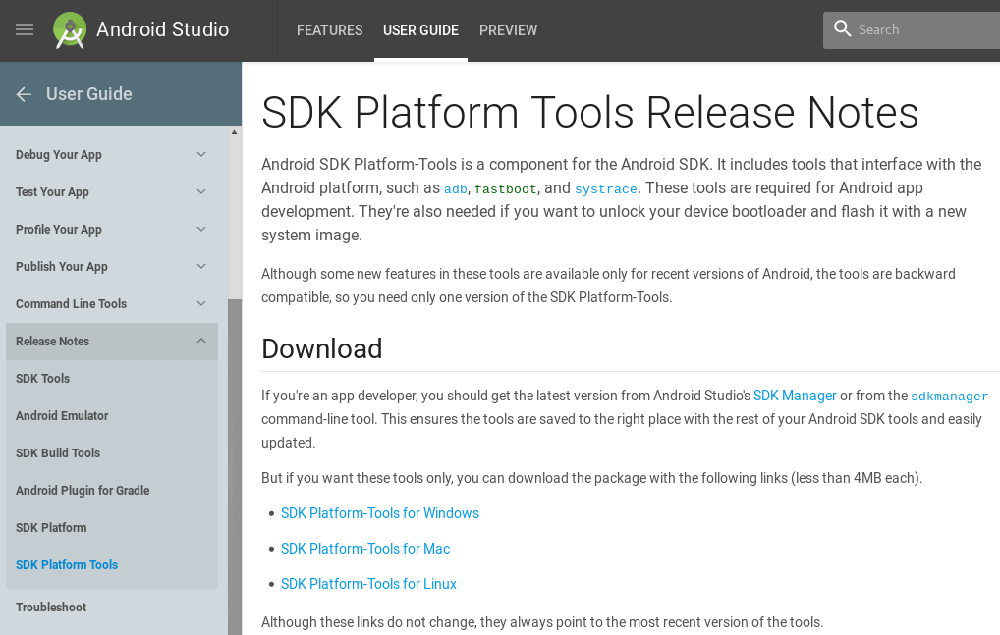 Android Studio
FEATURES
USER GUIDE
PREVIEW
Search
User Guide
Debug Your App
Test Your App
Profile Your App
Publish Your App
Command Line Tools
Release Notes
SDK Tools
Android Emulator
SDK Build Tools
Android Plugin for Gradle
SDK Platform
SDK Platform Tools
Troubleshoot
SDK Platform Tools Release Notes
Android SDK Platform-Tools is a component for the Android SDK. It includes tools that interface with the
Android platform, such as adb, fastboot, and systrace. These tools are required for Android app
development. They're also needed if you want to unlock your device bootloader and flash it with a new
system image.
Although some new features in these tools are available only for recent versions of Android, the tools are backward
compatible, so you need only one version of the SDK Platform-Tools.
Download
If you're an app developer, you should get the latest version from Android Studio's SDK Manager or from the sdkmanager
command-line tool. This ensures the tools are saved to the right place with the rest of your Android SDK tools and easily
updated.
But if you want these tools only, you can download the package with the following links (less than 4MB each).
• SDK Platform-Tools for Windows
• SDK Platform-Tools for Mac
• SDK Platform-Tools for Linux
Although these links do not change, they always point to the most recent version of the tools.